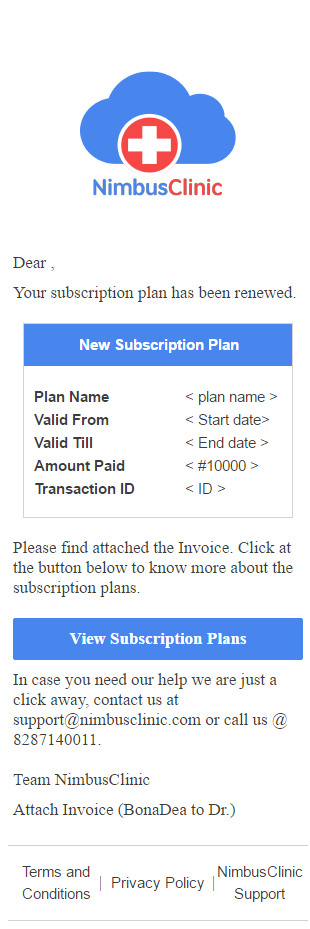 NimbusClinic
Dear ,
Your subscription plan has been renewed.
New Subscription Plan
Plan Name < plan name >
Valid From < Start date>
Valid Till < End date >
Amount Paid < #10000 >
Transaction ID < ID >
Please find attached the Invoice. Click at
the button below to know more about the
subscription plans.
View Subscription Plans
In case you need our help we are just a
click away, contact us at
support@nimbusclinic.com or call us @
8287140011.
Team NimbusClinic
Attach Invoice (BonaDea to Dr.)
Terms and
Conditions | Privacy Policy | NimbusClinic
Support